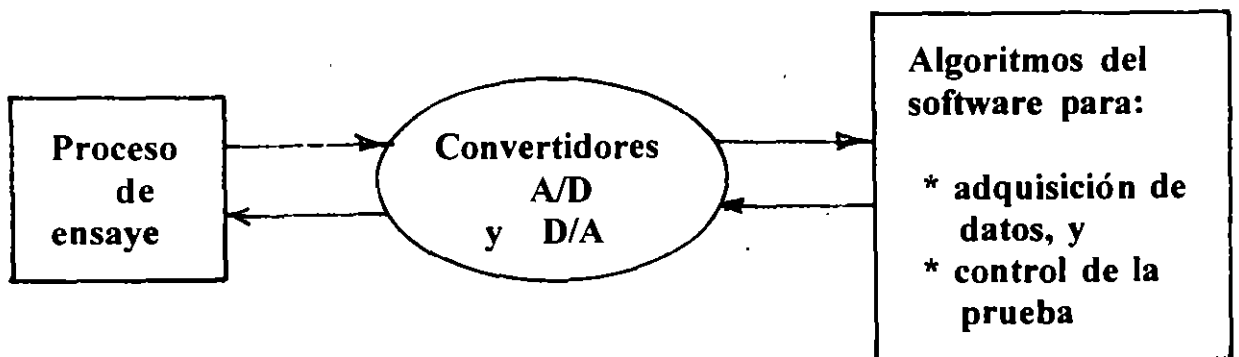 Proceso
de
ensaye
Convertidores
A/D
y D/A
Algoritmos del
software para:
* adquisición de
datos, y
* control de la
prueba